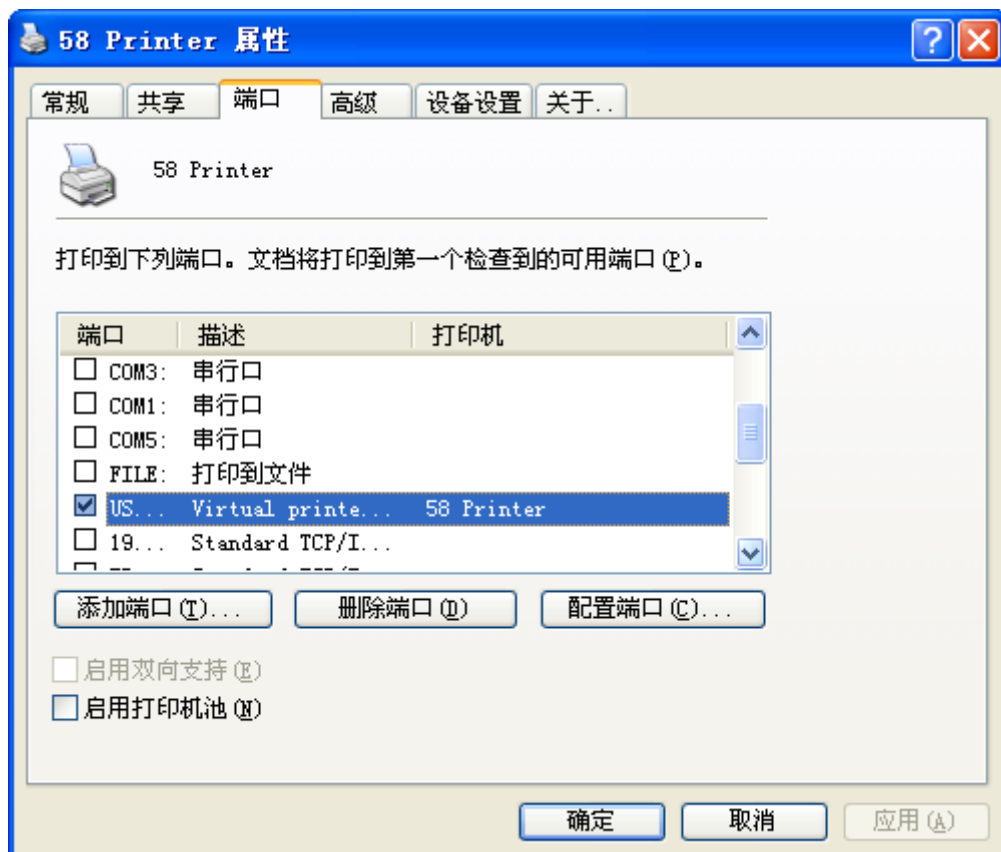 58 Printer 属性
常规 共享 端口 高级 设备设置 关于..
58 Printer
打印到下列端口。文档将打印到第一个检查到的可用端口(P)。
端口 描述 打印机
COM3: 串行口
COM1: 串行口
COM5: 串行口
FILE: 打印到文件
US... Virtual printe... 58 Printer
19... Standard TCP/I...
添加端口(T)... 删除端口(D) 配置端口(C)...
启用双向支持(E)
启用打印机池(N)
确定 取消 应用(A)